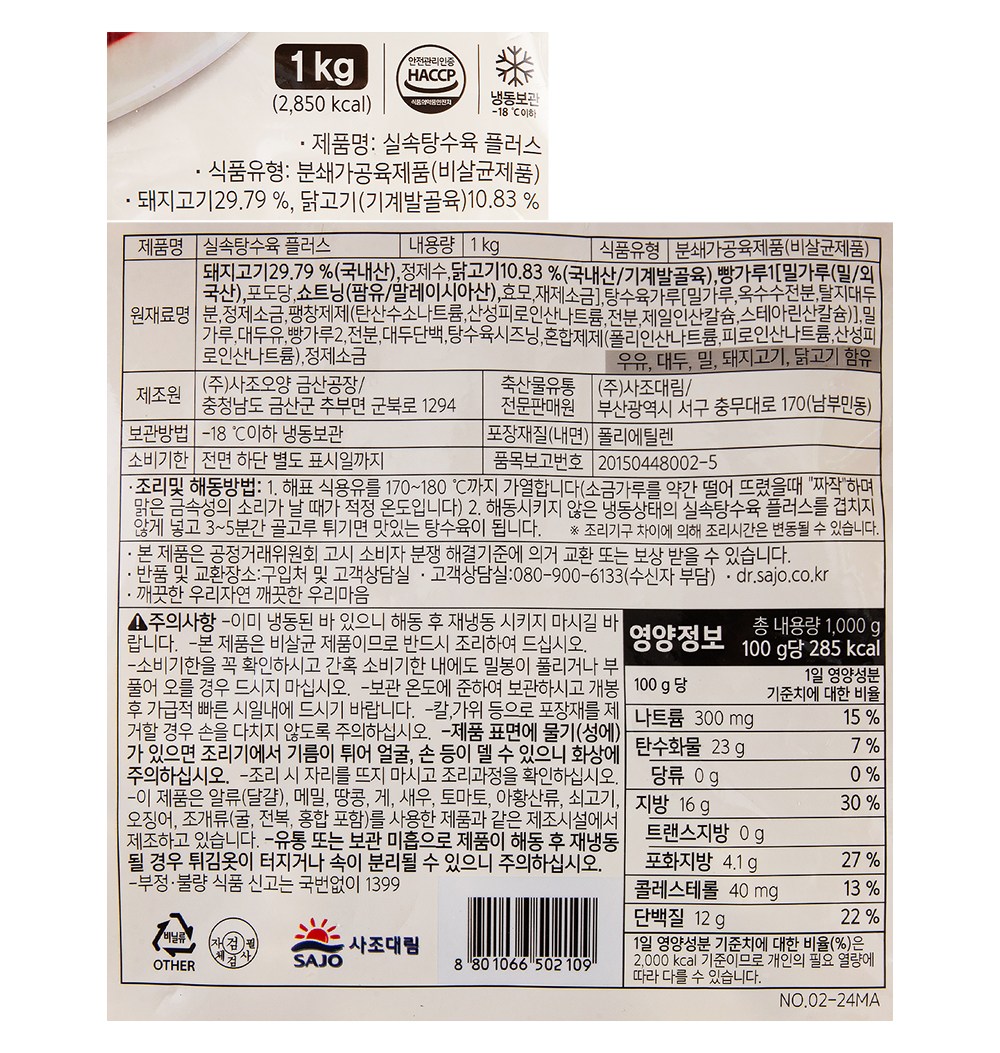 1 kg
(2,850 kcal)
안전관리인증
HACCP
식품의약품안전처
냉동보관
-18 ℃이하
· 제품명: 실속탕수육 플러스
· 식품유형: 분쇄가공육제품(비살균제품)
· 돼지고기29.79 %, 닭고기(기계발골육)10.83 %
제품명 실속탕수육 플러스 내용량 1 kg 식품유형 분쇄가공육제품(비살균제품)
원재료명
돼지고기29.79 %(국내산),정제수,닭고기10.83 %(국내산/기계발골육),빵가루1[밀가루(밀/외
국산),포도당,쇼트닝(팜유/말레이시아산),효모,재제소금],탕수육가루[밀가루,옥수수전분,탈지대두
분,정제소금,팽창제제(탄산수소나트륨,산성피로인산나트륨,전분,제일인산칼슘,스테아린산칼슘)],밀
가루,대두유,빵가루2,전분,대두단백,탕수육시즈닝,혼합제제(폴리인산나트륨,피로인산나트륨,산성피
로인산나트륨),정제소금
우유, 대두, 밀, 돼지고기, 닭고기 함유
제조원
(주)사조오양 금산공장/
충청남도 금산군 추부면 군북로 1294
축산물유통
전문판매원
(주)사조대림/
부산광역시 서구 충무대로 170(남부민동)
보관방법 -18 ℃이하 냉동보관 포장재질(내면) 폴리에틸렌
소비기한 전면 하단 별도 표시일까지 품목보고번호 20150448002-5
· 조리및 해동방법: 1. 해표 식용유를 170~180 ℃까지 가열합니다(소금가루를 약간 떨어 뜨렸을때 "짜작"하며
맑은 금속성의 소리가 날 때가 적정 온도입니다) 2. 해동시키지 않은 냉동상태의 실속탕수육 플러스를 겹치지
않게 넣고 3~5분간 골고루 튀기면 맛있는 탕수육이 됩니다. ※ 조리기구 차이에 의해 조리시간은 변동될 수 있습니다.
· 본 제품은 공정거래위원회 고시 소비자 분쟁 해결기준에 의거 교환 또는 보상 받을 수 있습니다.
· 반품 및 교환장소:구입처 및 고객상담실 · 고객상담실:080-900-6133(수신자 부담) · dr.sajo.co.kr
· 깨끗한 우리자연 깨끗한 우리마음
⚠주의사항 -이미 냉동된 바 있으니 해동 후 재냉동 시키지 마시길 바
랍니다. -본 제품은 비살균 제품이므로 반드시 조리하여 드십시오.
-소비기한을 꼭 확인하시고 간혹 소비기한 내에도 밀봉이 풀리거나 부
풀어 오를 경우 드시지 마십시오. -보관 온도에 준하여 보관하시고 개봉
후 가급적 빠른 시일내에 드시기 바랍니다. -칼,가위 등으로 포장재를 제
거할 경우 손을 다치지 않도록 주의하십시오. -제품 표면에 물기(성에)
가 있으면 조리기에서 기름이 튀어 얼굴, 손 등이 델 수 있으니 화상에
주의하십시오. -조리 시 자리를 뜨지 마시고 조리과정을 확인하십시오.
-이 제품은 알류(달걀), 메밀, 땅콩, 게, 새우, 토마토, 아황산류, 쇠고기,
오징어, 조개류(굴, 전복, 홍합 포함)를 사용한 제품과 같은 제조시설에서
제조하고 있습니다. -유통 또는 보관 미흡으로 제품이 해동 후 재냉동
될 경우 튀김옷이 터지거나 속이 분리될 수 있으니 주의하십시오.
-부정·불량 식품 신고는 국번없이 1399
영양정보
총 내용량 1,000 g
100 g당 285 kcal
100 g 당
1일 영양성분
기준치에 대한 비율
나트륨 300 mg 15 %
탄수화물 23 g 7 %
당류 0 g 0 %
지방 16 g 30 %
트랜스지방 0 g
포화지방 4.1 g 27 %
콜레스테롤 40 mg 13 %
단백질 12 g 22 %
1일 영양성분 기준치에 대한 비율(%)은
2,000 kcal 기준이므로 개인의 필요 열량에
따라 다를 수 있습니다.
비닐류
OTHER
자체검사필
검
SAJO
사조대림
8 801066 502109
NO.02-24MA